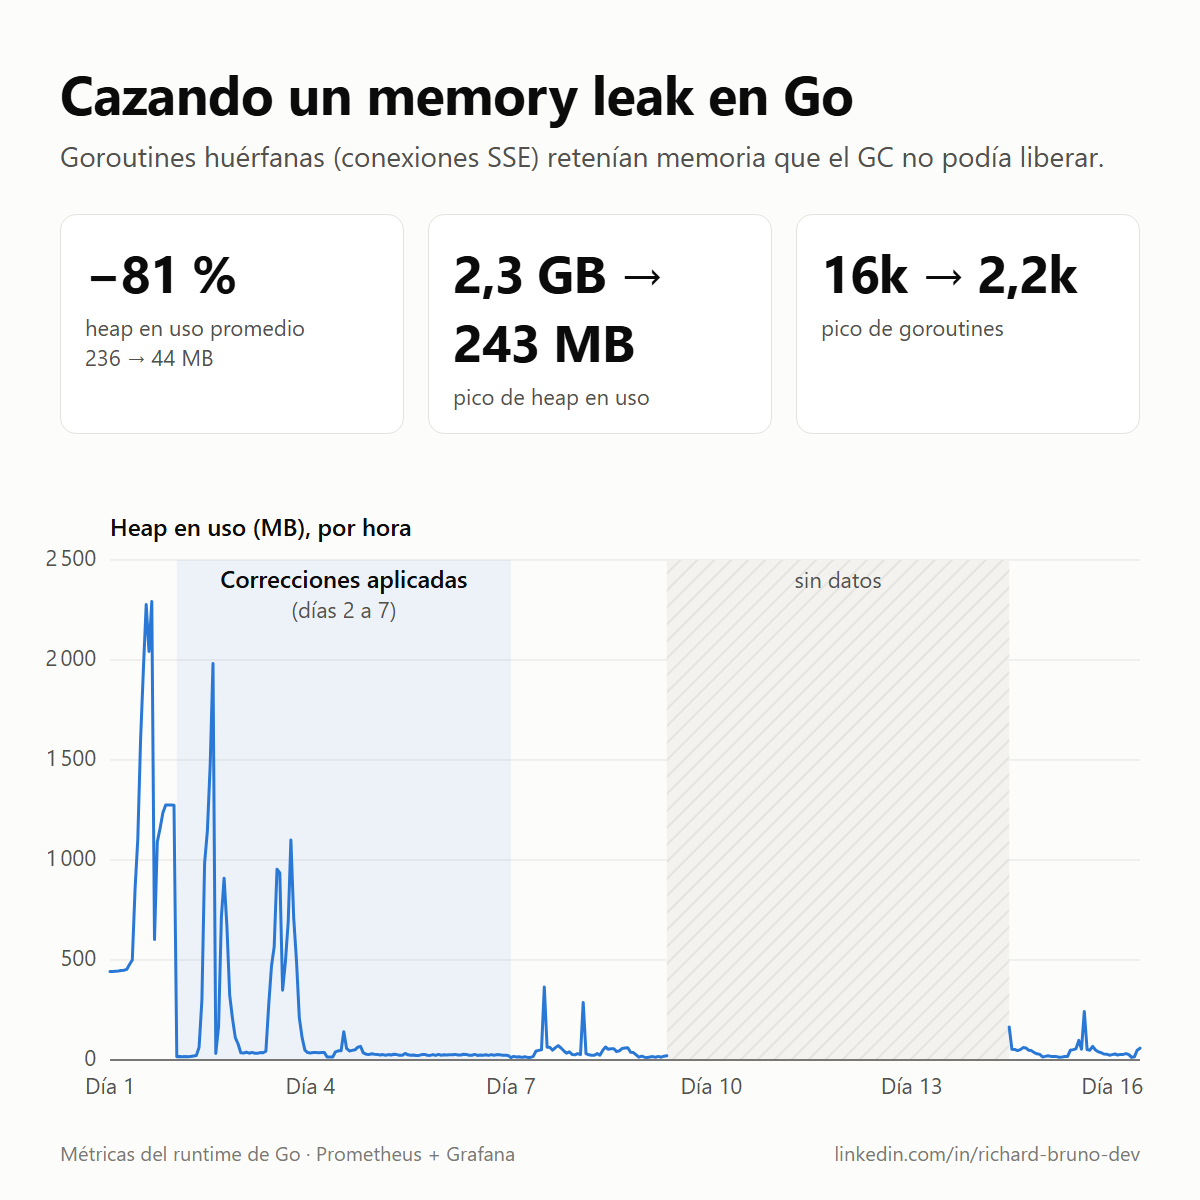 Cazando un memory leak en Go
Goroutines huérfanas (conexiones SSE) retenían memoria que el GC no podía liberar.
−81 %
heap en uso promedio
236 → 44 MB
2,3 GB →
243 MB
pico de heap en uso
16k → 2,2k
pico de goroutines
Heap en uso (MB), por hora
2 500
2 000
1 500
1 000
500
0
Correcciones aplicadas
(días 2 a 7)
sin datos
Día 1
Día 4
Día 7
Día 10
Día 13
Día 16
Métricas del runtime de Go · Prometheus + Grafana
linkedin.com/in/richard-bruno-dev